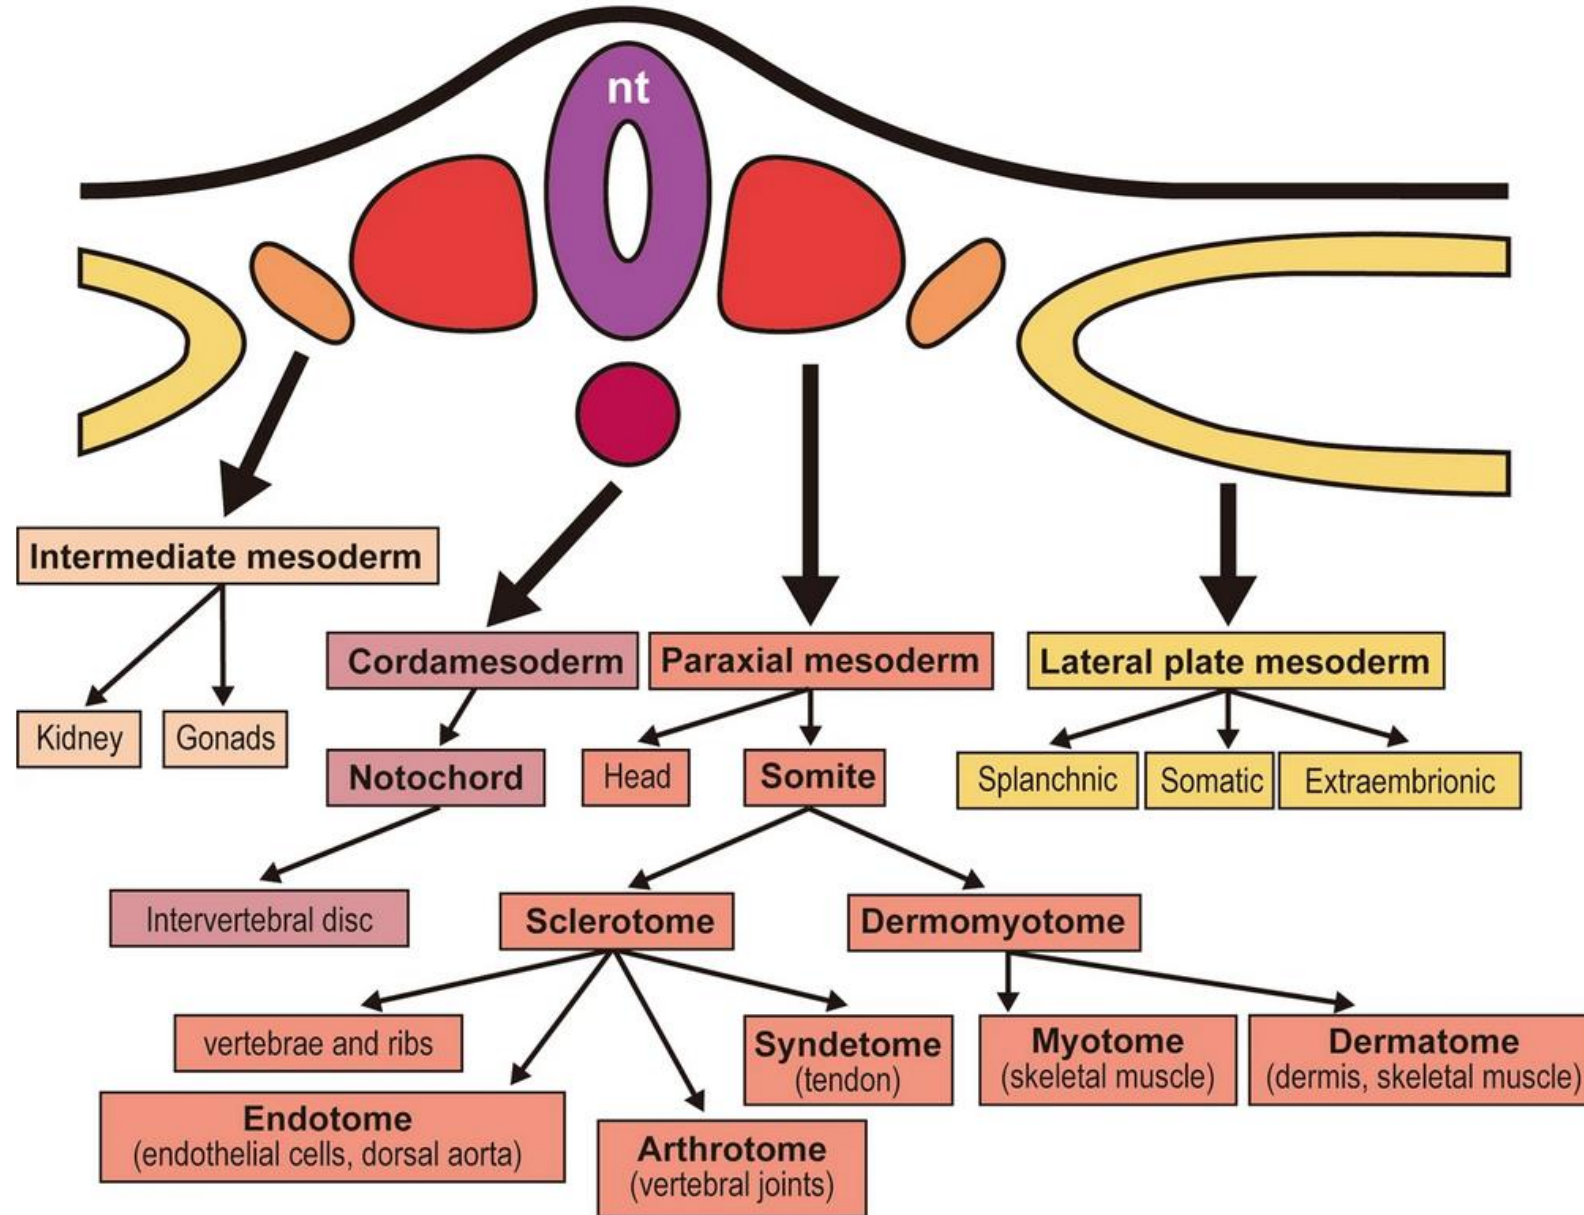 nt
Intermediate mesoderm
Kidney
Gonads
Cordamesoderm
Notochord
Intervertebral disc
Paraxial mesoderm
Head
Somite
Sclerotome
vertebrae and ribs
Endotome
(endothelial cells, dorsal aorta)
Arthrotome
(vertebral joints)
Syndetome
(tendon)
Dermomyotome
Myotome
(skeletal muscle)
Dermatome
(dermis, skeletal muscle)
Lateral plate mesoderm
Splanchnic
Somatic
Extraembrionic